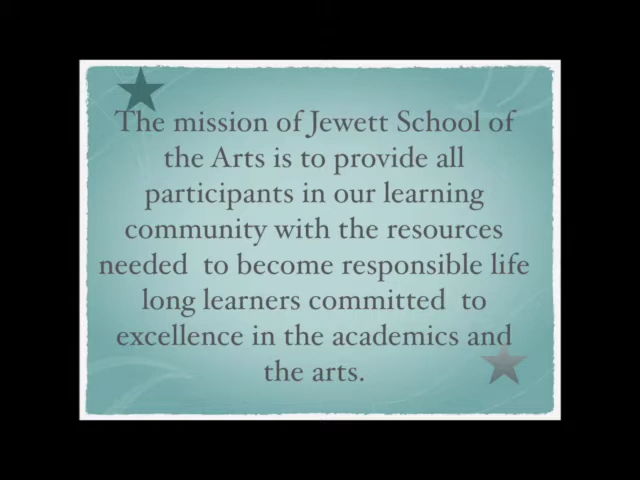 The mission of Jewett School of
the Arts is to provide all
participants in our learning
community with the resources
needed  to become responsible life
long learners committed  to
excellence in the academics and
the arts.